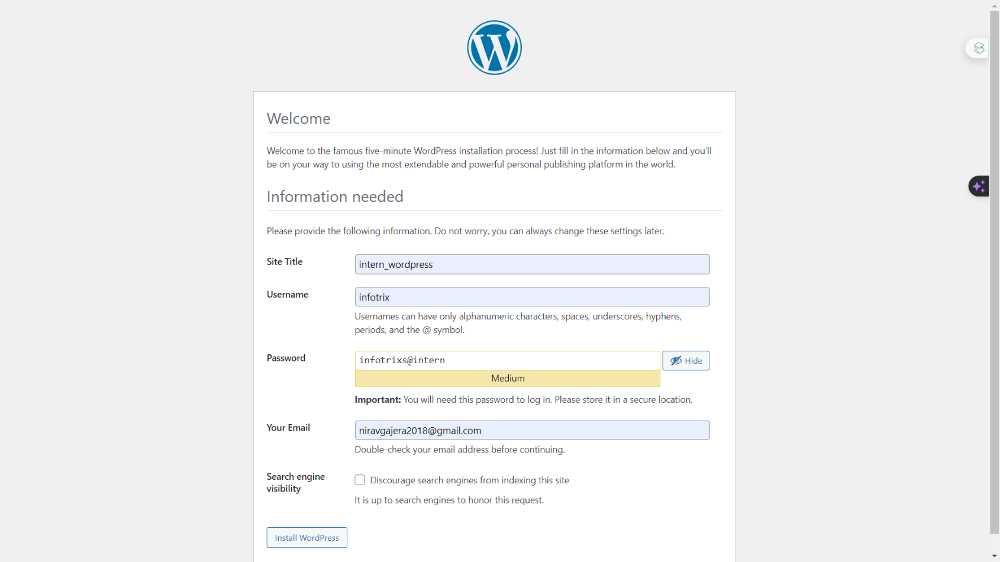 Welcome
Welcome to the famous five-minute WordPress installation process! Just fill in the information below and you'll
be on your way to using the most extendable and powerful personal publishing platform in the world.
Information needed
Please provide the following information. Do not worry, you can always change these settings later.
Site Title
intern_wordpress
Username
infotrix
Usernames can have only alphanumeric characters, spaces, underscores, hyphens,
periods, and the @ symbol.
Password
infotrixs@intern
Hide
Medium
Important: You will need this password to log in. Please store it in a secure location.
Your Email
niravgajera2018@gmail.com
Double-check your email address before continuing.
Search engine
visibility
Discourage search engines from indexing this site
It is up to search engines to honor this request.
Install WordPress